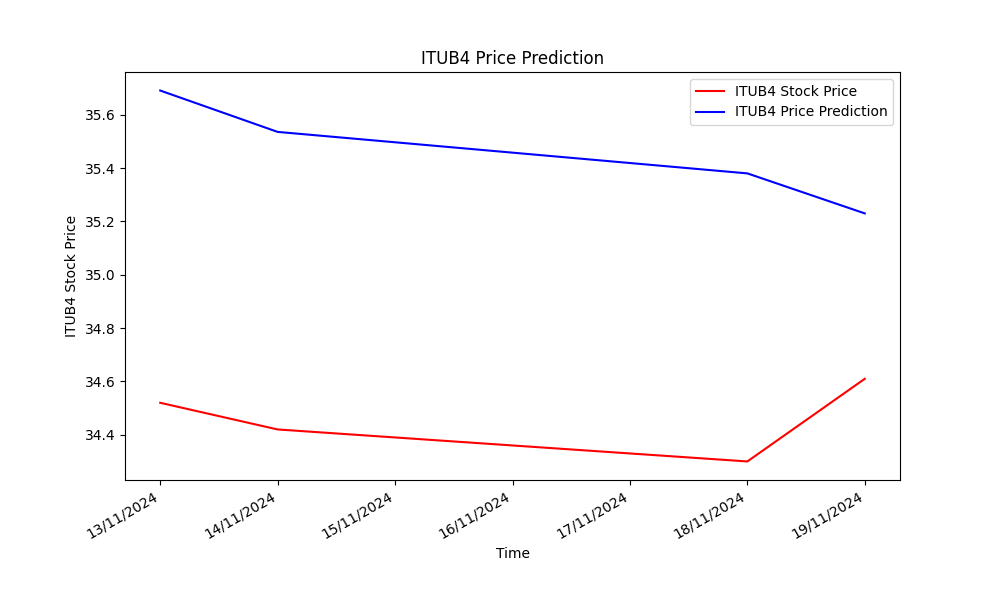 ITUB4 Price Prediction
ITUB4 Stock Price
ITUB4 Price Prediction
ITUB4 Stock Price
35.6
35.4
35.2
35.0
34.8
34.6
34.4
13/11/2024
14/11/2024
15/11/2024
16/11/2024
17/11/2024
18/11/2024
19/11/2024
Time